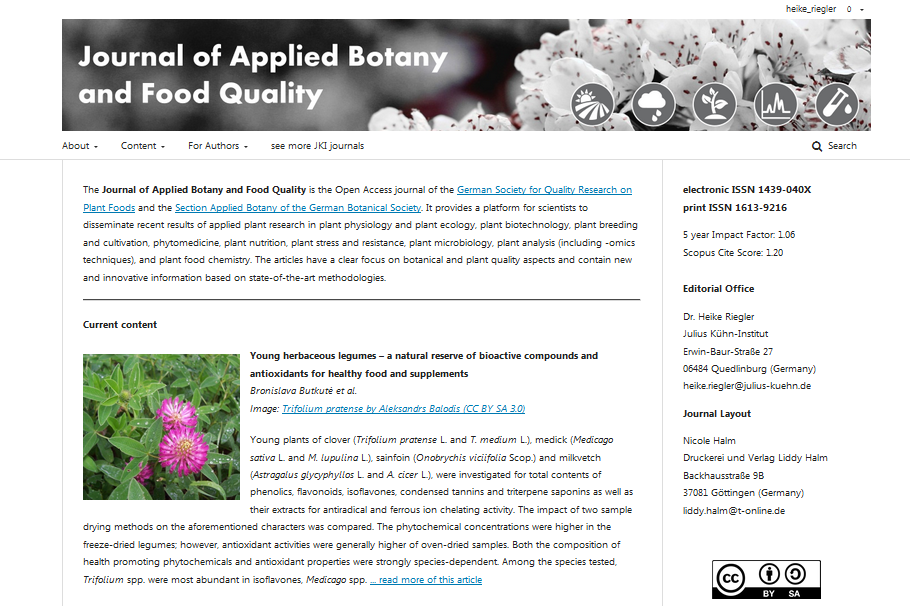 heike_riegler 0
Journal of Applied Botany
and Food Quality
About Content For Authors see more JKI journals Search
The Journal of Applied Botany and Food Quality is the Open Access journal of the German Society for Quality Research on
Plant Foods and the Section Applied Botany of the German Botanical Society. It provides a platform for scientists to
disseminate recent results of applied plant research in plant physiology and plant ecology, plant biotechnology, plant breeding
and cultivation, phytomedicine, plant nutrition, plant stress and resistance, plant microbiology, plant analysis (including -omics
techniques), and plant food chemistry. The articles have a clear focus on botanical and plant quality aspects and contain new
and innovative information based on state-of-the-art methodologies.
Current content
Young herbaceous legumes – a natural reserve of bioactive compounds and
antioxidants for healthy food and supplements
Bronislava Butkutė et al.
Image: Trifolium pratense by Aleksandrs Balodis (CC BY SA 3.0)
Young plants of clover (Trifolium pratense L. and T. medium L.), medick (Medicago
sativa L. and M. lupulina L.), sainfoin (Onobrychis viciifolia Scop.) and milkvetch
(Astragalus glycyphyllos L. and A. cicer L.), were investigated for total contents of
phenolics, flavonoids, isoflavones, condensed tannins and triterpene saponins as well as
their extracts for antiradical and ferrous ion chelating activity. The impact of two sample
drying methods on the aforementioned characters was compared. The phytochemical concentrations were higher in the
freeze-dried legumes; however, antioxidant activities were generally higher of oven-dried samples. Both the composition of
health promoting phytochemicals and antioxidant properties were strongly species-dependent. Among the species tested,
Trifolium spp. were most abundant in isoflavones, Medicago spp. ... read more of this article
electronic ISSN 1439-040X
print ISSN 1613-9216
5 year Impact Factor: 1.06
Scopus Cite Score: 1.20
Editorial Office
Dr. Heike Riegler
Julius Kühn-Institut
Erwin-Baur-Straße 27
06484 Quedlinburg (Germany)
heike.riegler@julius-kuehn.de
Journal Layout
Nicole Halm
Druckerei und Verlag Liddy Halm
Backhausstraße 9B
37081 Göttingen (Germany)
liddy.halm@t-online.de
cc
BY SA